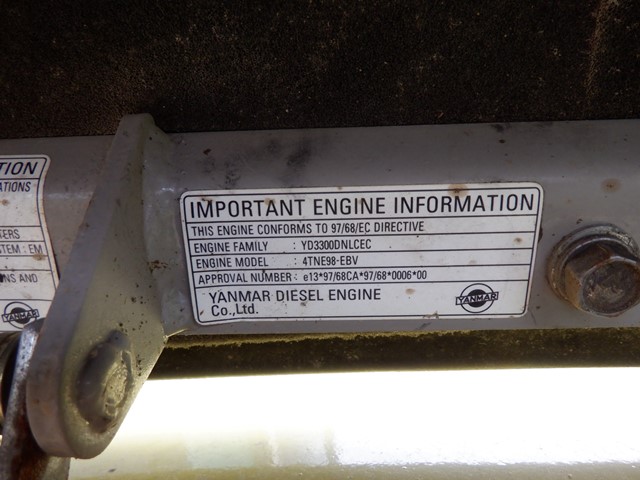 TION
ATIONS
TERS
STEM : EM
NS AND
YANMAR
IMPORTANT ENGINE INFORMATION
THIS ENGINE CONFORMS TO 97/68/EC DIRECTIVE
ENGINE FAMILY : YD3300DNLCEC
ENGINE MODEL : 4TNE98-EBV
APPROVAL NUMBER : e13*97/68CA*97/68*0006*00
YANMAR DIESEL ENGINE
Co.,Ltd.
YANMAR